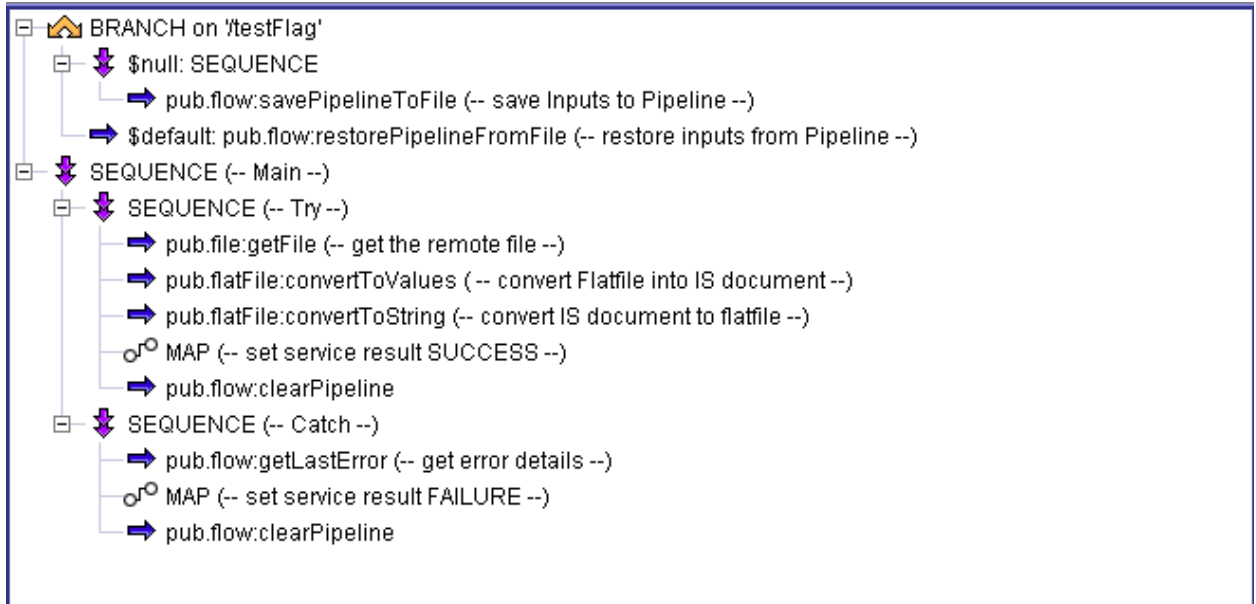 BRANCH on '/testFlag'
$null: SEQUENCE
pub.flow:savePipelineToFile (-- save Inputs to Pipeline --)
$default: pub.flow:restorePipelineFromFile (-- restore inputs from Pipeline --)
SEQUENCE (-- Main --)
SEQUENCE (-- Try --)
pub.file:getFile (-- get the remote file --)
pub.flatFile:convertToValues ( -- convert Flatfile into IS document --)
pub.flatFile:convertToString (-- convert IS document to flatfile --)
MAP (-- set service result SUCCESS --)
pub.flow:clearPipeline
SEQUENCE (-- Catch --)
pub.flow:getLastError (-- get error details --)
MAP (-- set service result FAILURE --)
pub.flow:clearPipeline